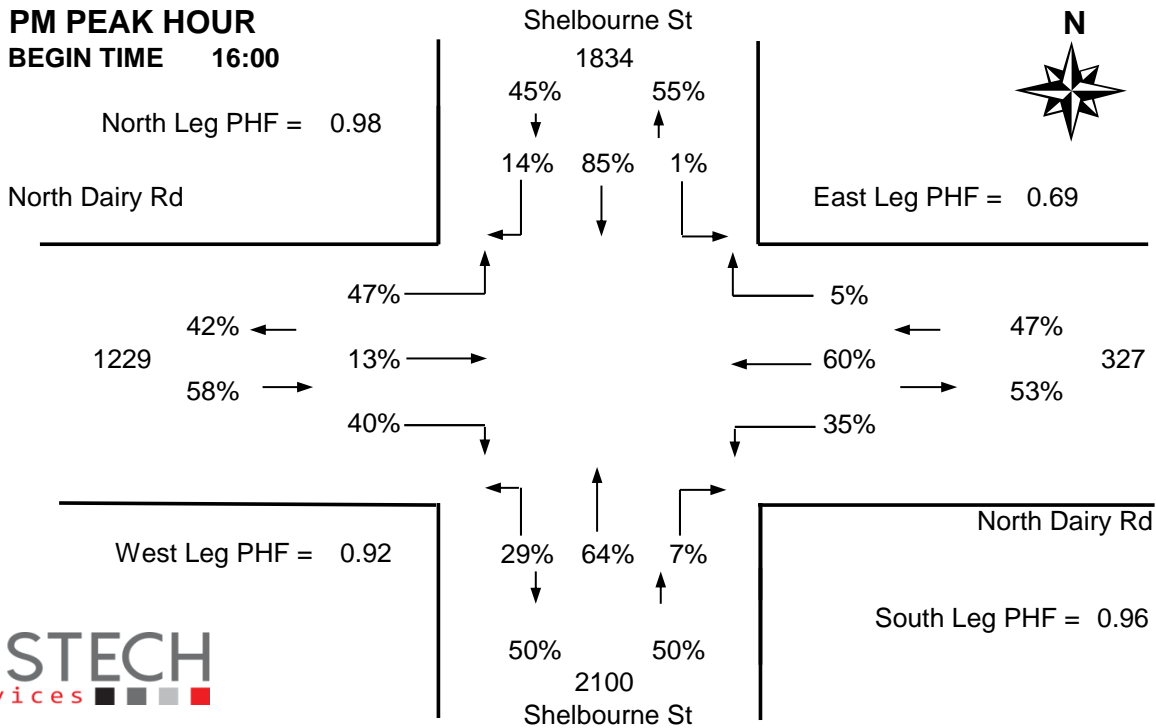 PM PEAK HOUR
BEGIN TIME 16:00
Shelbourne St
1834
N
45% 55%
North Leg PHF = 0.98
14% 85% 1%
North Dairy Rd
East Leg PHF = 0.69
47%
5%
42%
47%
1229
13%
60%
327
58%
53%
40%
35%
North Dairy Rd
West Leg PHF = 0.92
29% 64% 7%
South Leg PHF = 0.96
STECH
vices
50% 50%
2100
Shelbourne St